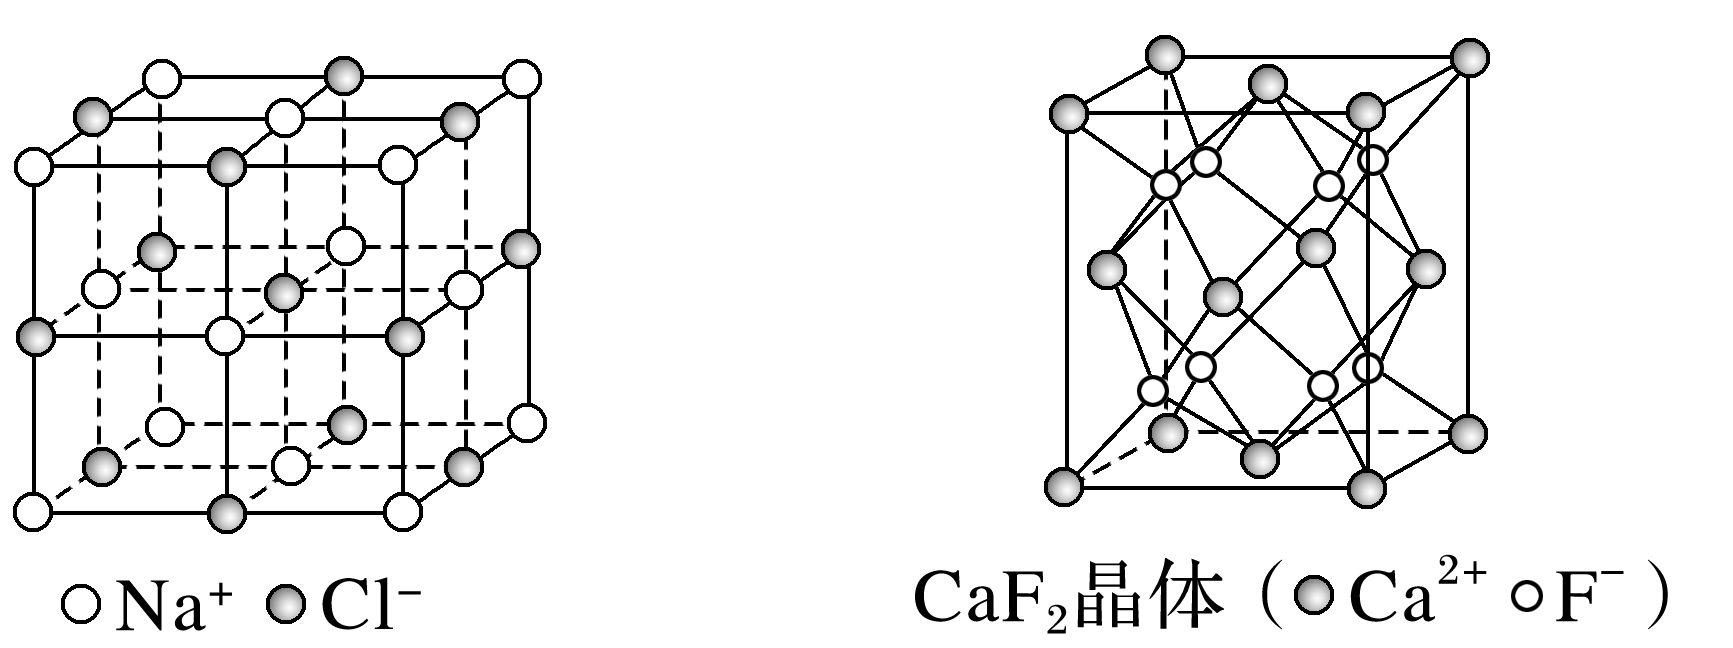 Na⁺ Cl⁻
CaF₂晶体（Ca²⁺ F⁻）